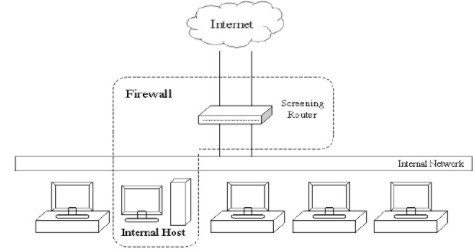 Internet
Firewall
Screening
Router
Internal Network
Internal Host